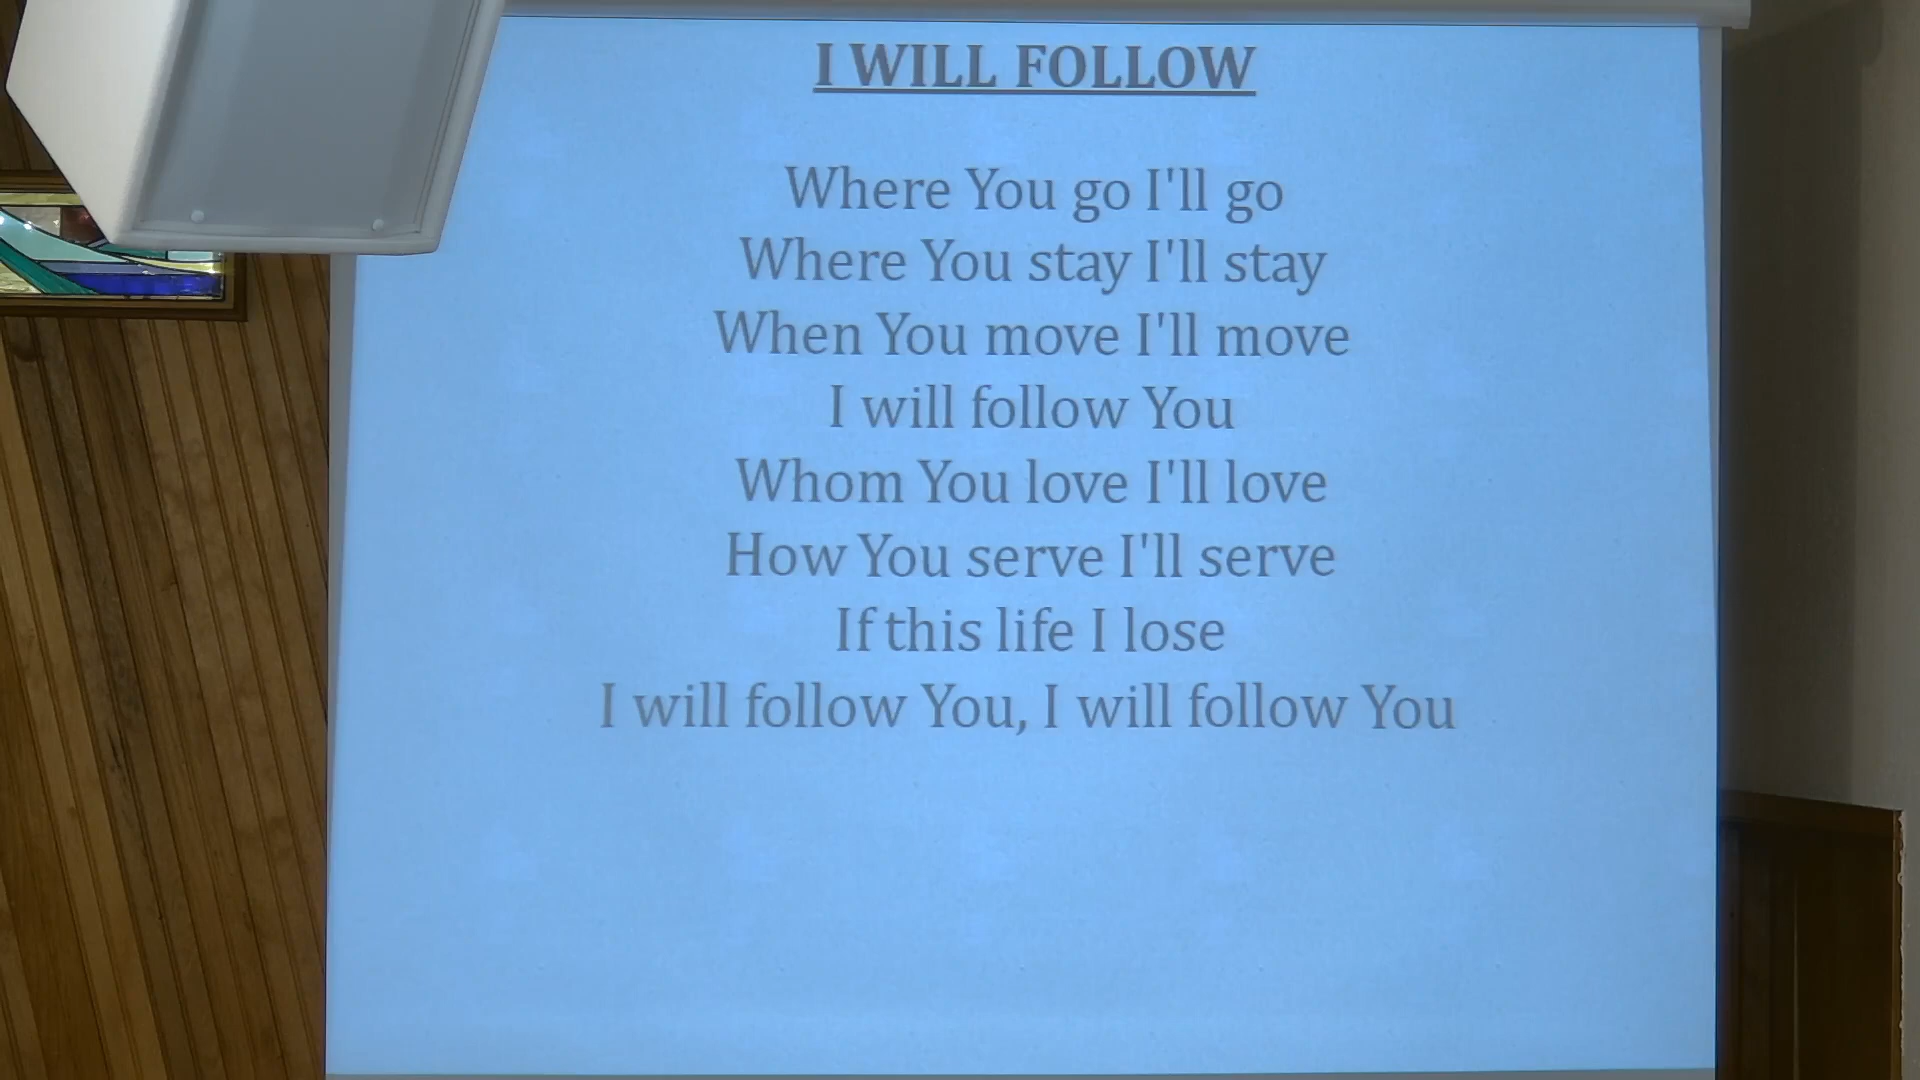 I WILL FOLLOW
Where You go I'll go
Where You stay I'll stay
When You move I'll move
I will follow You
Whom You love I'll love
How You serve I'll serve
If this life I lose
I will follow You, I will follow You